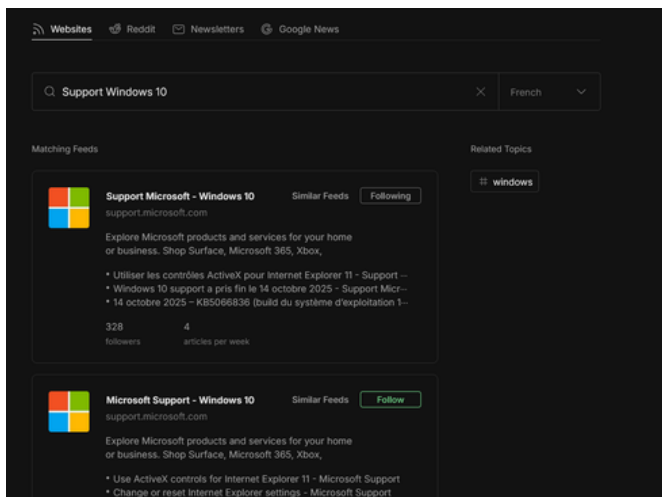 Websites Reddit Newsletters Google News
Support Windows 10 French
Matching Feeds
Related Topics
# windows
Support Microsoft - Windows 10 Similar Feeds Following
support.microsoft.com
Explore Microsoft products and services for your home
or business. Shop Surface, Microsoft 365, Xbox,
• Utiliser les contrôles ActiveX pour Internet Explorer 11 - Support ...
• Windows 10 support a pris fin le 14 octobre 2025 - Support Micr...
• 14 octobre 2025 – KB5066836 (build du système d'exploitation 1...
328 4
followers articles per week
Microsoft Support - Windows 10 Similar Feeds Follow
support.microsoft.com
Explore Microsoft products and services for your home
or business. Shop Surface, Microsoft 365, Xbox,
• Use ActiveX controls for Internet Explorer 11 - Microsoft Support
• Change or reset Internet Explorer settings - Microsoft Support